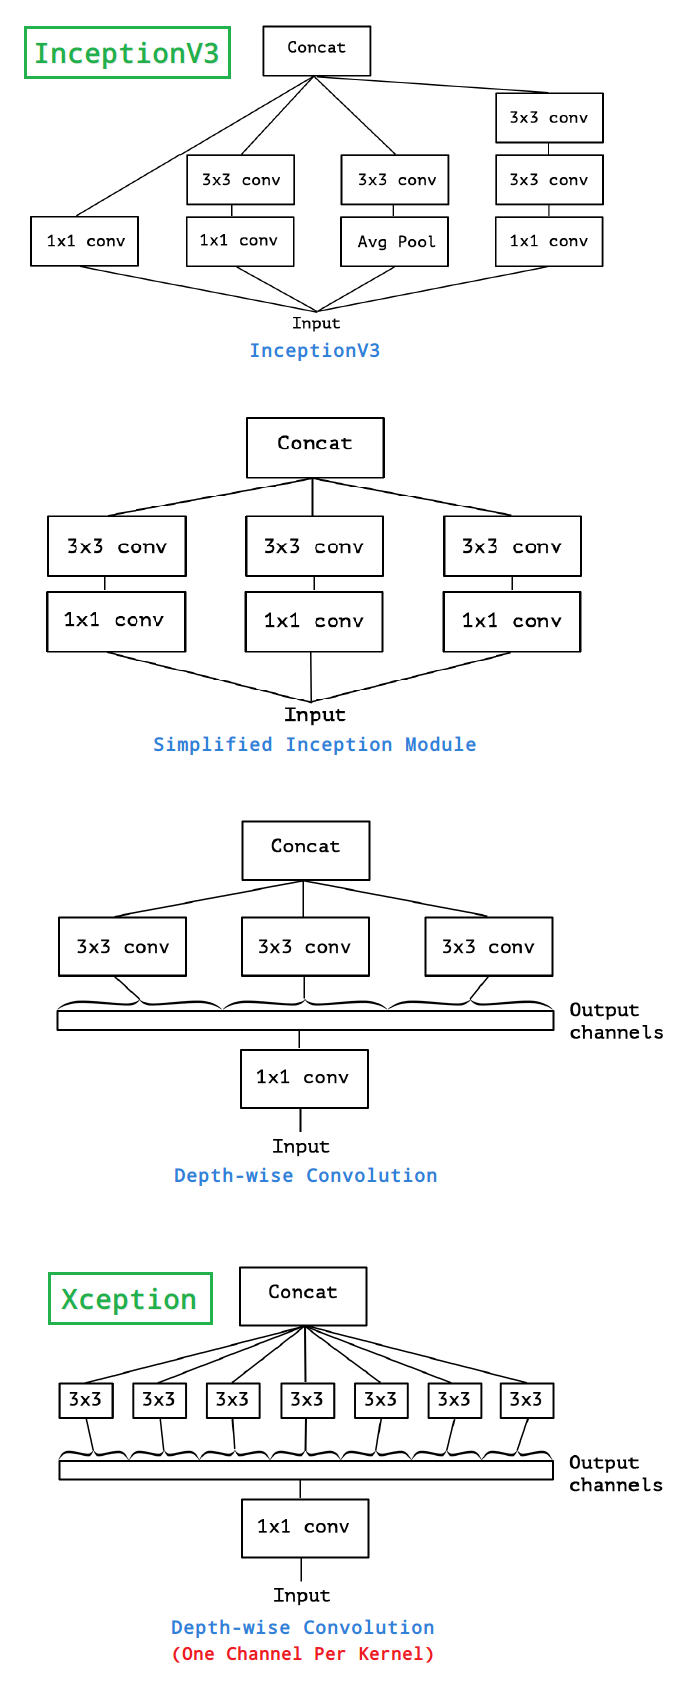 InceptionV3
Concat
3x3 conv
3x3 conv
3x3 conv
3x3 conv
1x1 conv
1x1 conv
Avg Pool
1x1 conv
Input
InceptionV3
Concat
3x3 conv
3x3 conv
3x3 conv
1x1 conv
1x1 conv
1x1 conv
Input
Simplified Inception Module
Concat
3x3 conv
3x3 conv
3x3 conv
Output
channels
1x1 conv
Input
Depth-wise Convolution
Xception
Concat
3x3
3x3
3x3
3x3
3x3
3x3
3x3
Output
channels
1x1 conv
Input
Depth-wise Convolution
(One Channel Per Kernel)